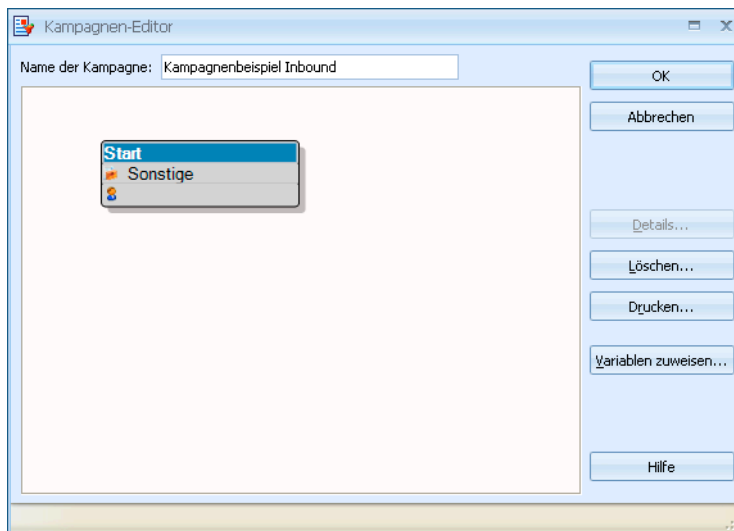 Kampagnen-Editor
Name der Kampagne: Kampagnenbeispiel Inbound
OK
Abbrechen
Start
Sonstige
Details...
Löschen...
Drucken...
Variablen zuweisen...
Hilfe